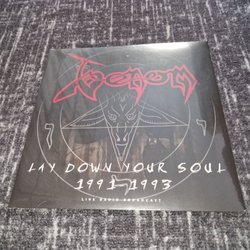 VENOM
LAY DOWN YOUR SOUL
1991-1993
LIVE RADIO BROADCAST